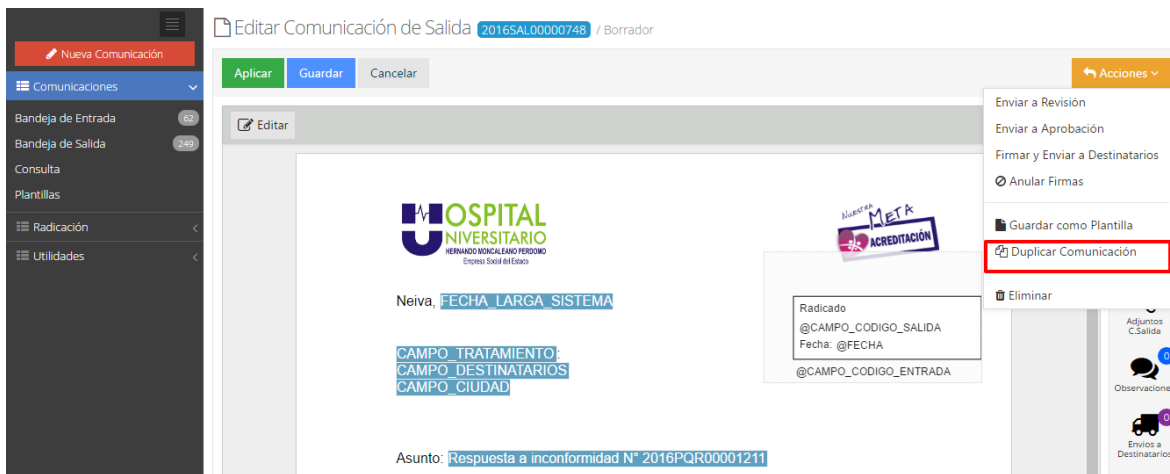 Editar Comunicación de Salida 2016SAL00000748 / Borrador
Nueva Comunicación
Comunicaciones
Bandeja de Entrada 62
Bandeja de Salida 249
Consulta
Plantillas
Radicación
Utilidades
Aplicar Guardar Cancelar Acciones
Enviar a Revisión
Enviar a Aprobación
Firmar y Enviar a Destinatarios
Anular Firmas
Guardar como Plantilla
Duplicar Comunicación
Eliminar
Editar
HOSPITAL
UNIVERSITARIO
HERNANDO MONCALEANO PERDOMO
Empresa Social del Estado
NUESTRA META
ACREDITACIÓN
Neiva, FECHA_LARGA_SISTEMA
Radicado
@CAMPO_CODIGO_SALIDA
Fecha: @FECHA
@CAMPO_CODIGO_ENTRADA
CAMPO_TRATAMIENTO:
CAMPO_DESTINATARIOS
CAMPO_CIUDAD
Asunto: Respuesta a inconformidad N° 2016PQR00001211
Adjuntos
C.Salida
0
Observacione
0
Envios a
Destinatarios